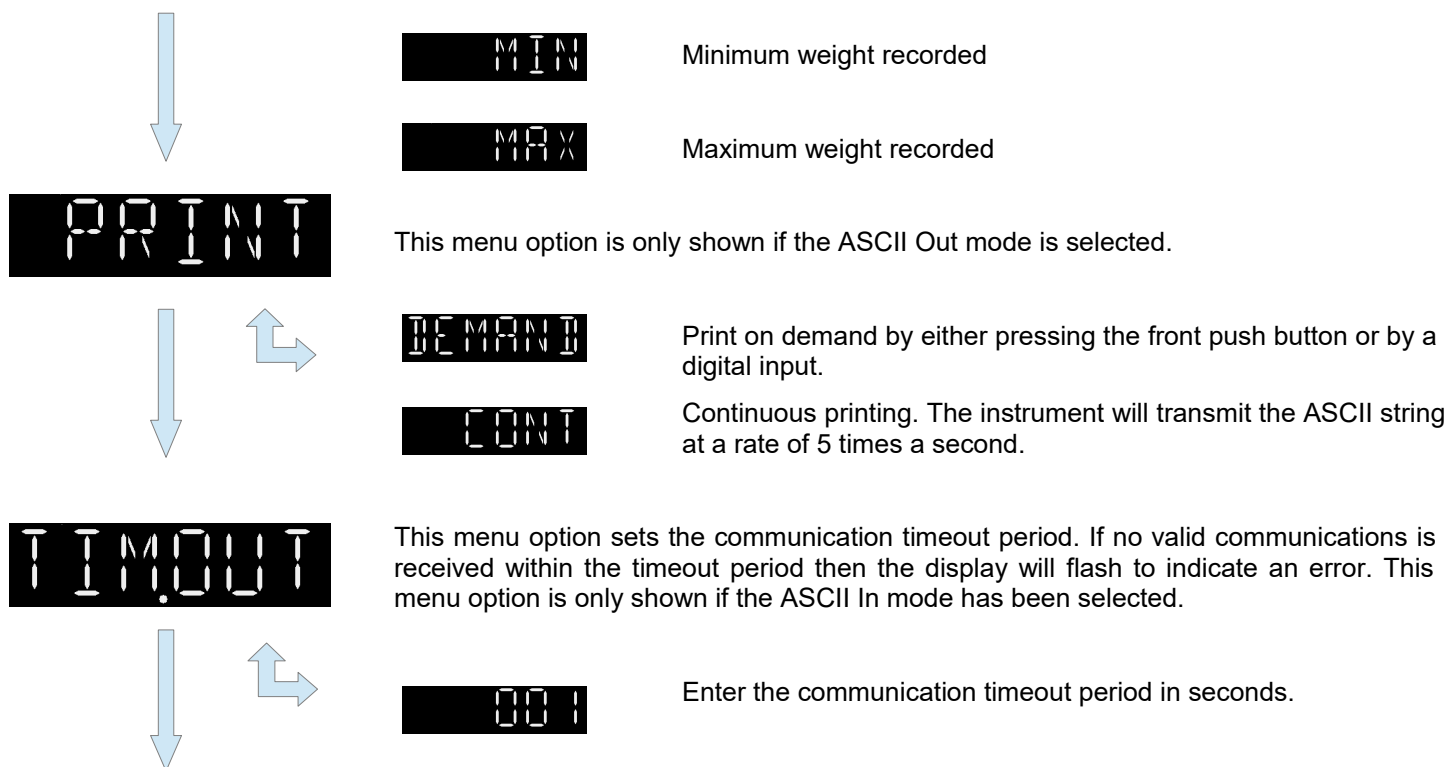 MIN
Minimum weight recorded
MAX
Maximum weight recorded
PRINT
This menu option is only shown if the ASCII Out mode is selected.
DEMAND
Print on demand by either pressing the front push button or by a
digital input.
CONT
Continuous printing. The instrument will transmit the ASCII string
at a rate of 5 times a second.
TIM.OUT
This menu option sets the communication timeout period. If no valid communications is
received within the timeout period then the display will flash to indicate an error. This
menu option is only shown if the ASCII In mode has been selected.
001
Enter the communication timeout period in seconds.